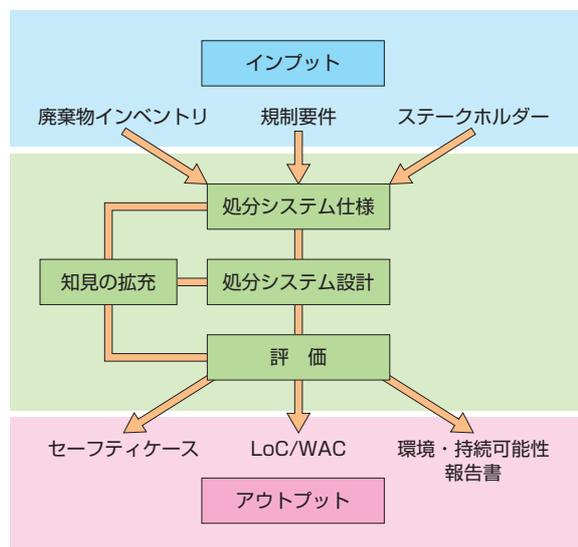 インプット
廃棄物インベントリ
規制要件
ステークホルダー
処分システム仕様
知見の拡充
処分システム設計
評　価
セーフティケース
LoC/WAC
環境・持続可能性
報告書
アウトプット